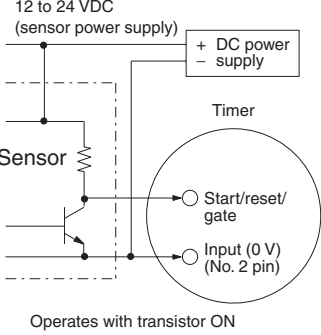 12 to 24 VDC
(sensor power supply)
+ DC power
− supply
Timer
Sensor
Start/reset/
gate
Input (0 V)
(No. 2 pin)
Operates with transistor ON